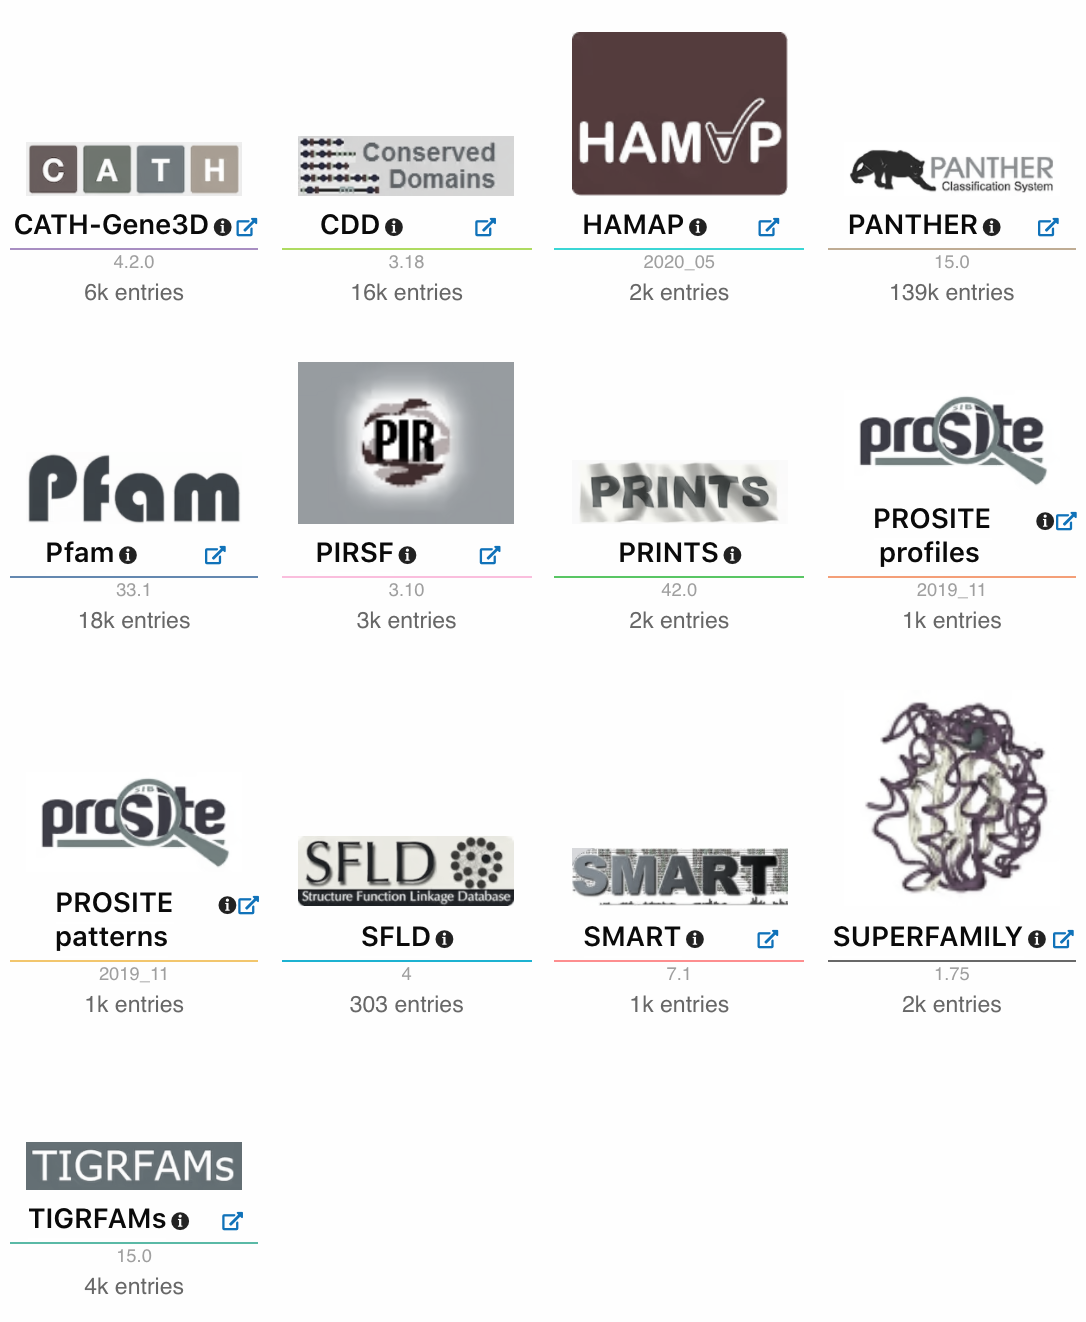 C A T H
Conserved
Domains
HAMAP
PANTHER
Classification System
CATH-Gene3D
CDD
HAMAP
PANTHER
4.2.0
3.18
2020_05
15.0
6k entries
16k entries
2k entries
139k entries
Pfam
PIR
PRINTS
SIB
prosite
Pfam
PIRSF
PRINTS
PROSITE
profiles
33.1
3.10
42.0
2019_11
18k entries
3k entries
2k entries
1k entries
SIB
prosite
SFLD
Structure Function Linkage Database
SMART
PROSITE
patterns
SFLD
SMART
SUPERFAMILY
2019_11
4
7.1
1.75
1k entries
303 entries
1k entries
2k entries
TIGRFAMs
TIGRFAMs
15.0
4k entries